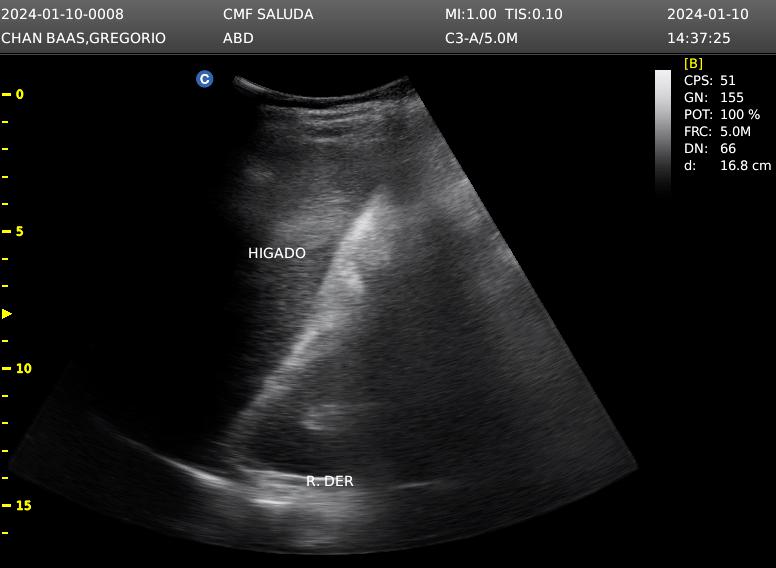 2024-01-10-0008 CMF SALUDA MI:1.00 TIS:0.10 2024-01-10
CHAN BAAS,GREGORIO ABD C3-A/5.0M 14:37:25
[B]
CPS: 51
GN: 155
POT: 100 %
FRC: 5.0M
DN: 66
d: 16.8 cm
C
0
5
HIGADO
10
R. DER
15